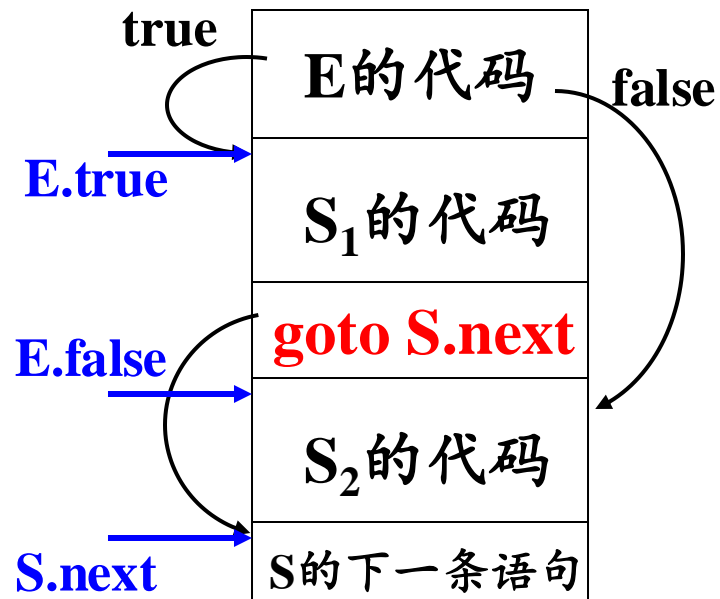 true
E的代码
false
E.true
S₁的代码
goto S.next
E.false
S₂的代码
S.next
S的下一条语句